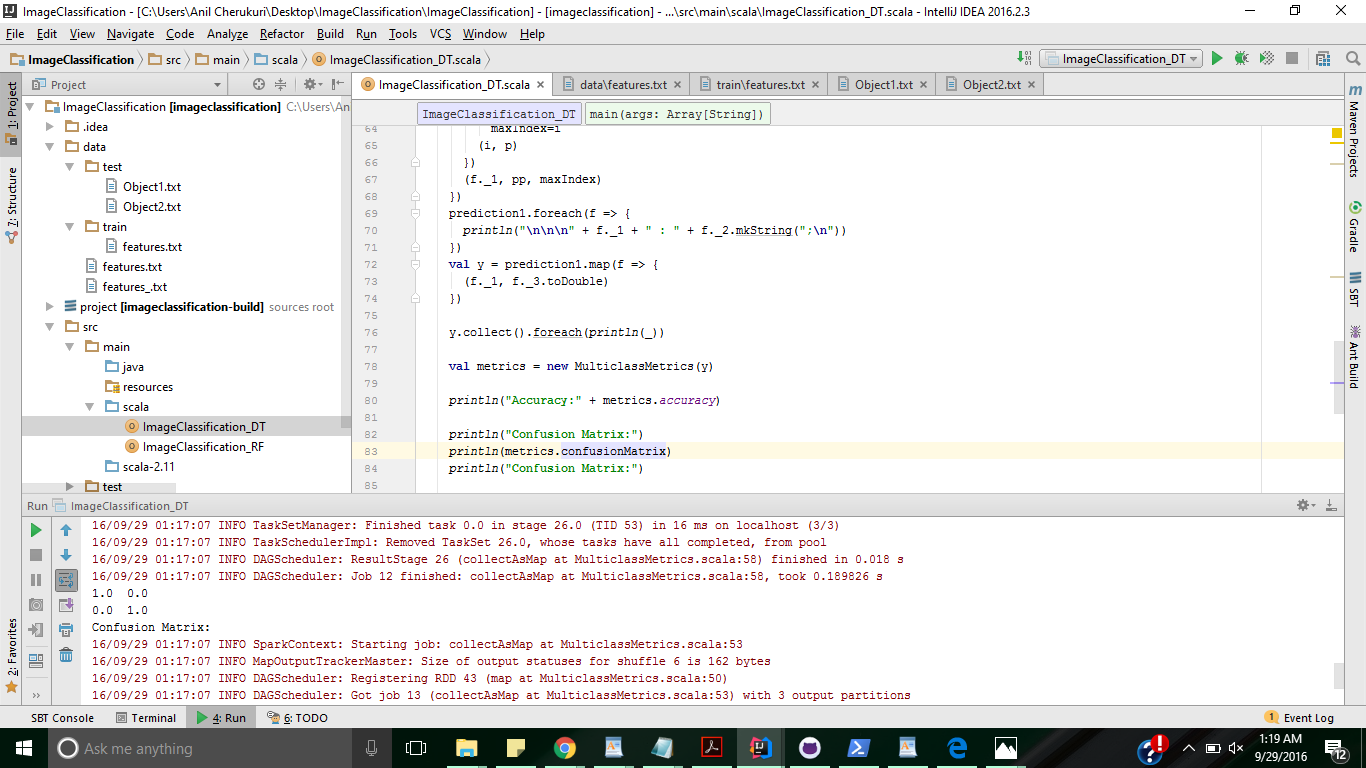 ImageClassification - [C:\Users\Anil Cherukuri\Desktop\ImageClassification\ImageClassification] - [imageclassification] - ...\src\main\scala\ImageClassification_DT.scala - IntelliJ IDEA 2016.2.3
File Edit View Navigate Code Analyze Refactor Build Run Tools VCS Window Help
ImageClassification src main scala ImageClassification_DT.scala ImageClassification_DT
Project
ImageClassification_DT.scala data\features.txt train\features.txt Object1.txt Object2.txt
ImageClassification_DT main(args: Array[String])
1: Project
7: Structure
2: Favorites
ImageClassification [imageclassification] C:\Users\An
.idea
data
test
Object1.txt
Object2.txt
train
features.txt
features.txt
features_.txt
project [imageclassification-build] sources root
src
main
java
resources
scala
ImageClassification_DT
ImageClassification_RF
scala-2.11
test
64 maxIndex=i
65 (i, p)
66 })
67 (f._1, pp, maxIndex)
68 })
69 prediction1.foreach(f => {
70 println("\n\n\n" + f._1 + " : " + f._2.mkString(";\n"))
71 })
72 val y = prediction1.map(f => {
73 (f._1, f._3.toDouble)
74 })
75
76 y.collect().foreach(println(_))
77
78 val metrics = new MulticlassMetrics(y)
79
80 println("Accuracy:" + metrics.accuracy)
81
82 println("Confusion Matrix:")
83 println(metrics.confusionMatrix)
84 println("Confusion Matrix:")
85
Maven Projects
Gradle
SBT
Ant Build
Run ImageClassification_DT
16/09/29 01:17:07 INFO TaskSetManager: Finished task 0.0 in stage 26.0 (TID 53) in 16 ms on localhost (3/3)
16/09/29 01:17:07 INFO TaskSchedulerImpl: Removed TaskSet 26.0, whose tasks have all completed, from pool
16/09/29 01:17:07 INFO DAGScheduler: ResultStage 26 (collectAsMap at MulticlassMetrics.scala:58) finished in 0.018 s
16/09/29 01:17:07 INFO DAGScheduler: Job 12 finished: collectAsMap at MulticlassMetrics.scala:58, took 0.189826 s
1.0 0.0
0.0 1.0
Confusion Matrix:
16/09/29 01:17:07 INFO SparkContext: Starting job: collectAsMap at MulticlassMetrics.scala:53
16/09/29 01:17:07 INFO MapOutputTrackerMaster: Size of output statuses for shuffle 6 is 162 bytes
16/09/29 01:17:07 INFO DAGScheduler: Registering RDD 43 (map at MulticlassMetrics.scala:50)
16/09/29 01:17:07 INFO DAGScheduler: Got job 13 (collectAsMap at MulticlassMetrics.scala:53) with 3 output partitions
SBT Console Terminal 4: Run 6: TODO 1 Event Log
Ask me anything
1:19 AM
9/29/2016
12